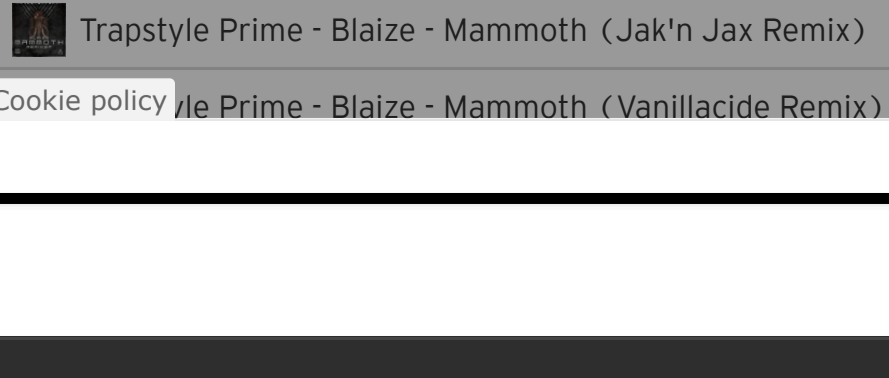 Trapstyle Prime - Blaize - Mammoth (Jak'n Jax Remix)
Cookie policy
yle Prime - Blaize - Mammoth (Vanillacide Remix)